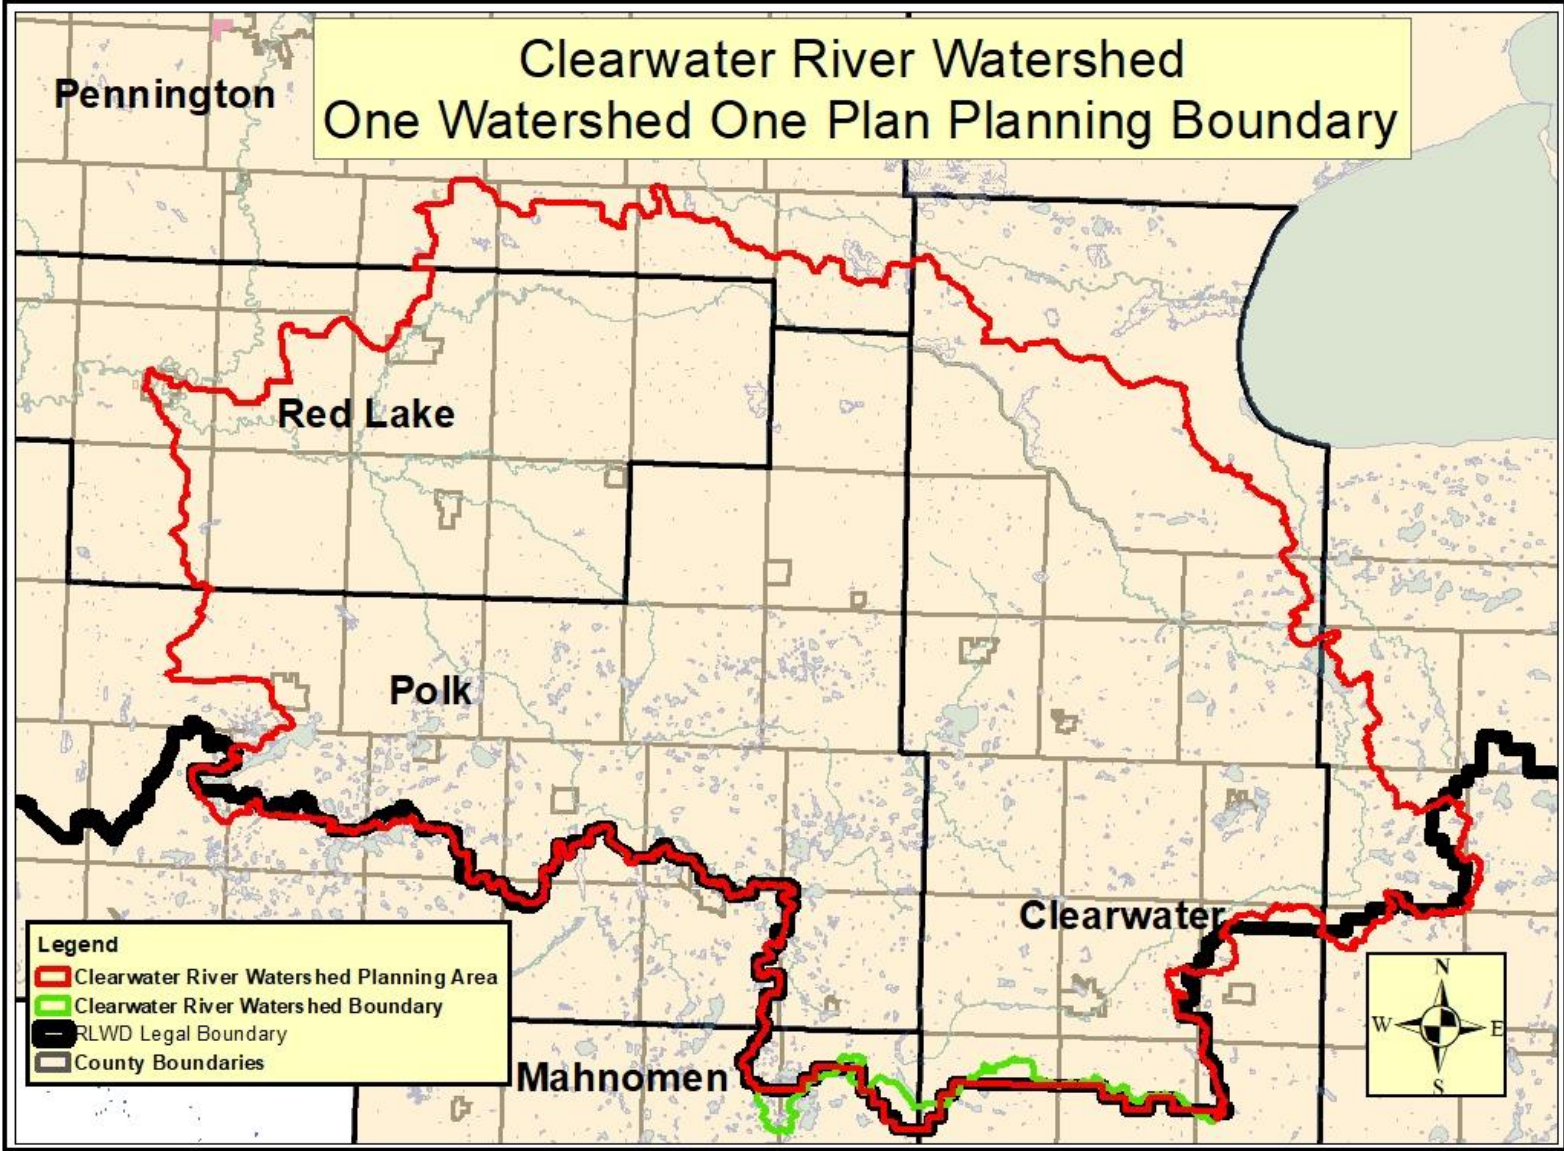 Clearwater River Watershed
One Watershed One Plan Planning Boundary
Pennington
Red Lake
Polk
Clearwater
Mahnomen
Legend
Clearwater River Watershed Planning Area
Clearwater River Watershed Boundary
RLWD Legal Boundary
County Boundaries
N
W E
S